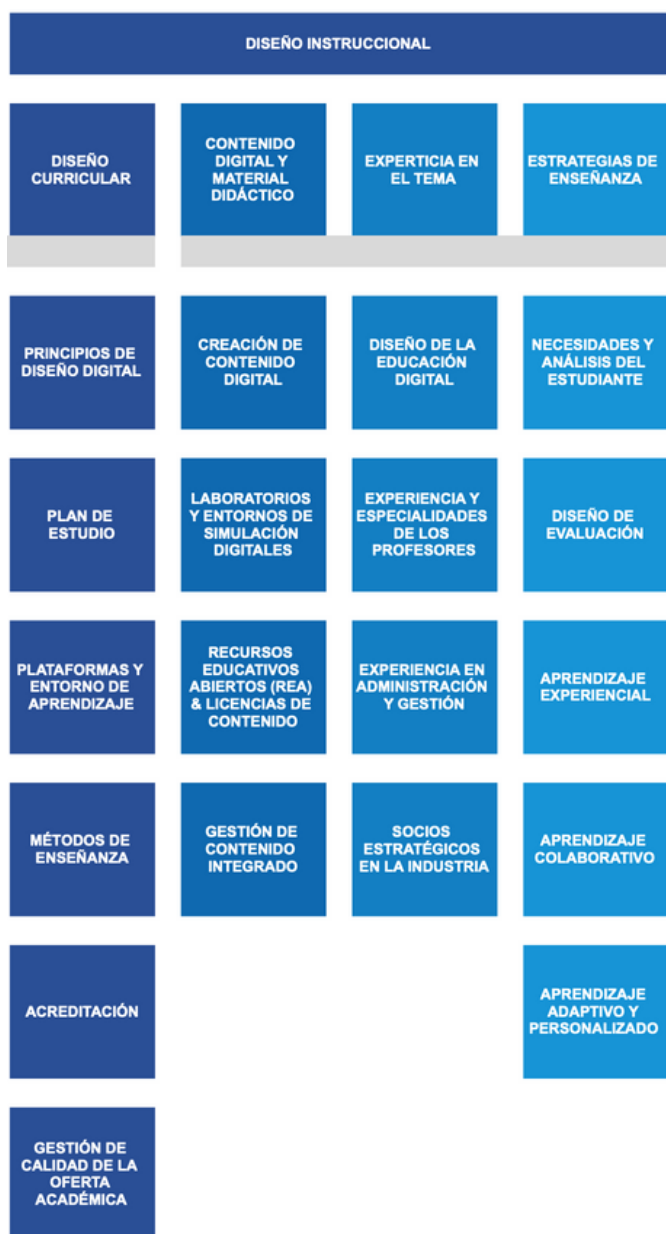 DISEÑO INSTRUCCIONAL
DISEÑO
CURRICULAR
CONTENIDO
DIGITAL Y
MATERIAL
DIDÁCTICO
EXPERTICIA EN
EL TEMA
ESTRATEGIAS DE
ENSEÑANZA
PRINCIPIOS DE
DISEÑO DIGITAL
CREACIÓN DE
CONTENIDO
DIGITAL
DISEÑO DE LA
EDUCACIÓN
DIGITAL
NECESIDADES Y
ANÁLISIS DEL
ESTUDIANTE
PLAN DE
ESTUDIO
LABORATORIOS
Y ENTORNOS DE
SIMULACIÓN
DIGITALES
EXPERIENCIA Y
ESPECIALIDADES
DE LOS
PROFESORES
DISEÑO DE
EVALUACIÓN
PLATAFORMAS Y
ENTORNO DE
APRENDIZAJE
RECURSOS
EDUCATIVOS
ABIERTOS (REA)
& LICENCIAS DE
CONTENIDO
EXPERIENCIA EN
ADMINISTRACIÓN
Y GESTIÓN
APRENDIZAJE
EXPERIENCIAL
MÉTODOS DE
ENSEÑANZA
GESTIÓN DE
CONTENIDO
INTEGRADO
SOCIOS
ESTRATÉGICOS
EN LA INDUSTRIA
APRENDIZAJE
COLABORATIVO
ACREDITACIÓN
APRENDIZAJE
ADAPTIVO Y
PERSONALIZADO
GESTIÓN DE
CALIDAD DE LA
OFERTA
ACADÉMICA